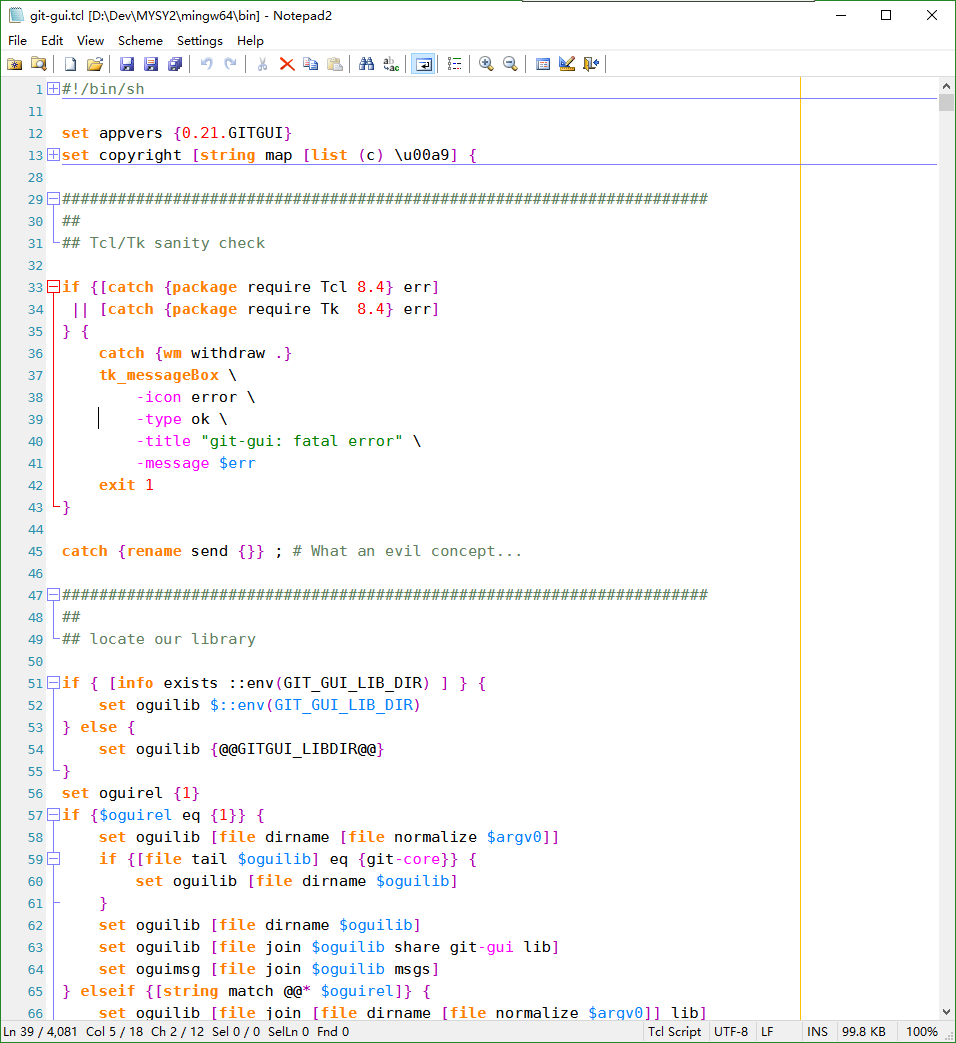 git-gui.tcl [D:\Dev\MYSY2\mingw64\bin] - Notepad2
File Edit View Scheme Settings Help
1 #!/bin/sh
11
12 set appvers {0.21.GITGUI}
13 set copyright [string map [list (c) \u00a9] {
28
29 ######################################################################
30 ##
31 ## Tcl/Tk sanity check
32
33 if {[catch {package require Tcl 8.4} err]
34  || [catch {package require Tk  8.4} err]
35 } {
36     catch {wm withdraw .}
37     tk_messageBox \
38         -icon error \
39         -type ok \
40         -title "git-gui: fatal error" \
41         -message $err
42     exit 1
43 }
44
45 catch {rename send {}} ; # What an evil concept...
46
47 ######################################################################
48 ##
49 ## locate our library
50
51 if { [info exists ::env(GIT_GUI_LIB_DIR) ] } {
52     set oguilib $::env(GIT_GUI_LIB_DIR)
53 } else {
54     set oguilib {@@GITGUI_LIBDIR@@}
55 }
56 set oguirel {1}
57 if {$oguirel eq {1}} {
58     set oguilib [file dirname [file normalize $argv0]]
59     if {[file tail $oguilib] eq {git-core}} {
60         set oguilib [file dirname $oguilib]
61     }
62     set oguilib [file dirname $oguilib]
63     set oguilib [file join $oguilib share git-gui lib]
64     set oguimsg [file join $oguilib msgs]
65 } elseif {[string match @@* $oguirel]} {
66     set oguilib [file join [file dirname [file normalize $argv0]] lib]
Ln 39 / 4,081 Col 5 / 18 Ch 2 / 12 Sel 0 / 0 SelLn 0 Fnd 0 Tcl Script UTF-8 LF INS 99.8 KB 100%